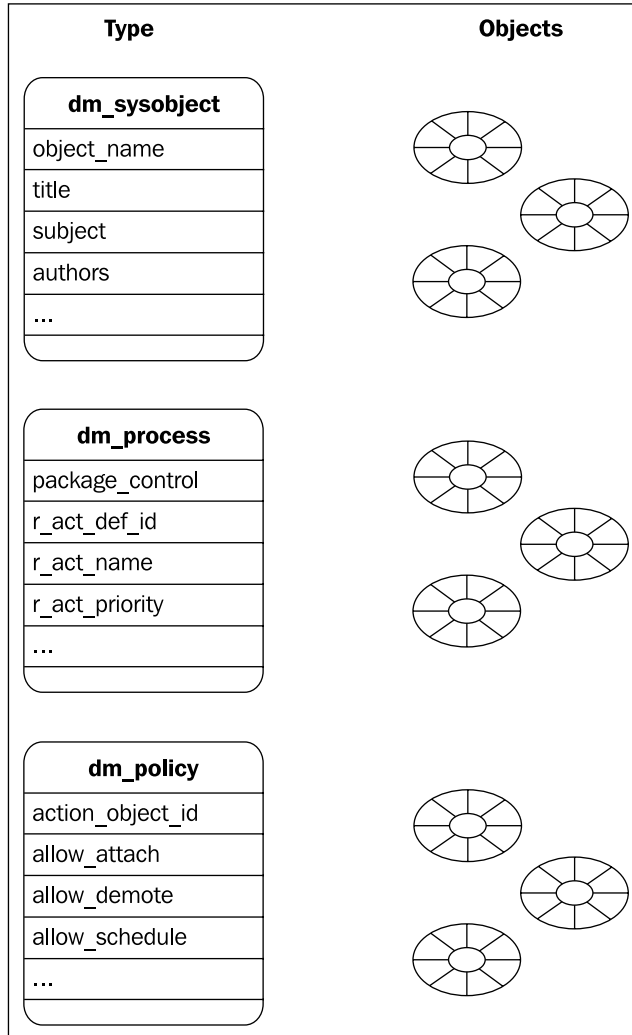 Type Objects
dm_sysobject
object_name
title
subject
authors
...
dm_process
package_control
r_act_def_id
r_act_name
r_act_priority
...
dm_policy
action_object_id
allow_attach
allow_demote
allow_schedule
...